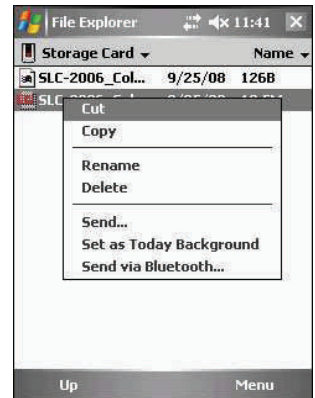 File Explorer 11:41
Storage Card Name
SLC-2006_Col... 9/25/08 126B
SLC
Cut
Copy
Rename
Delete
Send...
Set as Today Background
Send via Bluetooth...
Up Menu